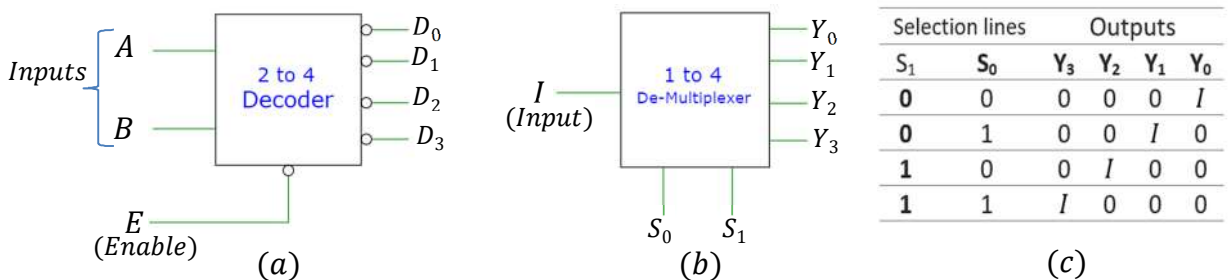 Inputs
A
B
2 to 4
Decoder
D0
D1
D2
D3
E
(Enable)
(a)
I
(Input)
1 to 4
De-Multiplexer
Y0
Y1
Y2
Y3
S0 S1
(b)
Selection lines Outputs
S1 S0 Y3 Y2 Y1 Y0
0 0 0 0 0 I
0 1 0 0 I 0
1 0 0 I 0 0
1 1 I 0 0 0
(c)